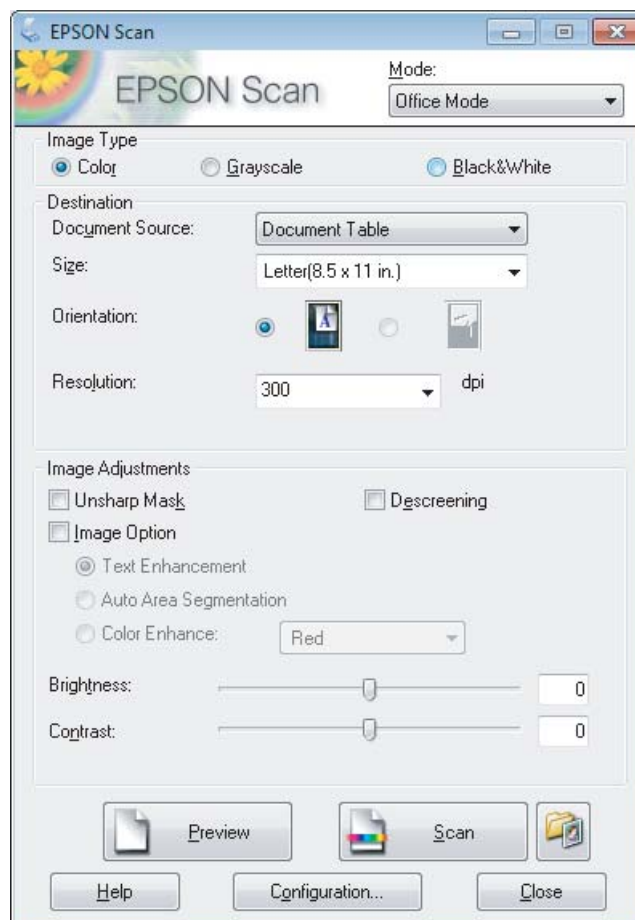 EPSON Scan
EPSON Scan
Mode:
Office Mode
Image Type
Color
Grayscale
Black&White
Destination
Document Source:
Document Table
Size:
Letter(8.5 x 11 in.)
Orientation:
A
Resolution:
300
dpi
Image Adjustments
Unsharp Mask
Descreening
Image Option
Text Enhancement
Auto Area Segmentation
Color Enhance:
Red
Brightness:
0
Contrast:
0
Preview
Scan
Help
Configuration...
Close